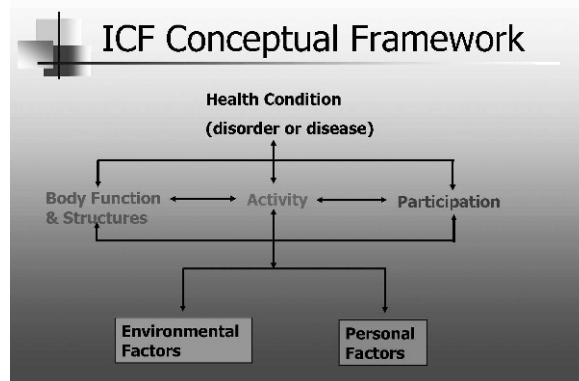 ICF Conceptual Framework
Health Condition
(disorder or disease)
Body Function
& Structures
Activity
Participation
Environmental
Factors
Personal
Factors